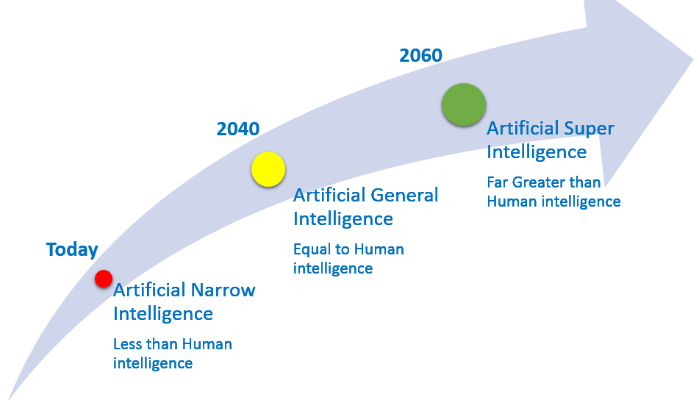 2060
Artificial Super
Intelligence
Far Greater than
Human intelligence
2040
Artificial General
Intelligence
Equal to Human
intelligence
Today
Artificial Narrow
Intelligence
Less than Human
intelligence